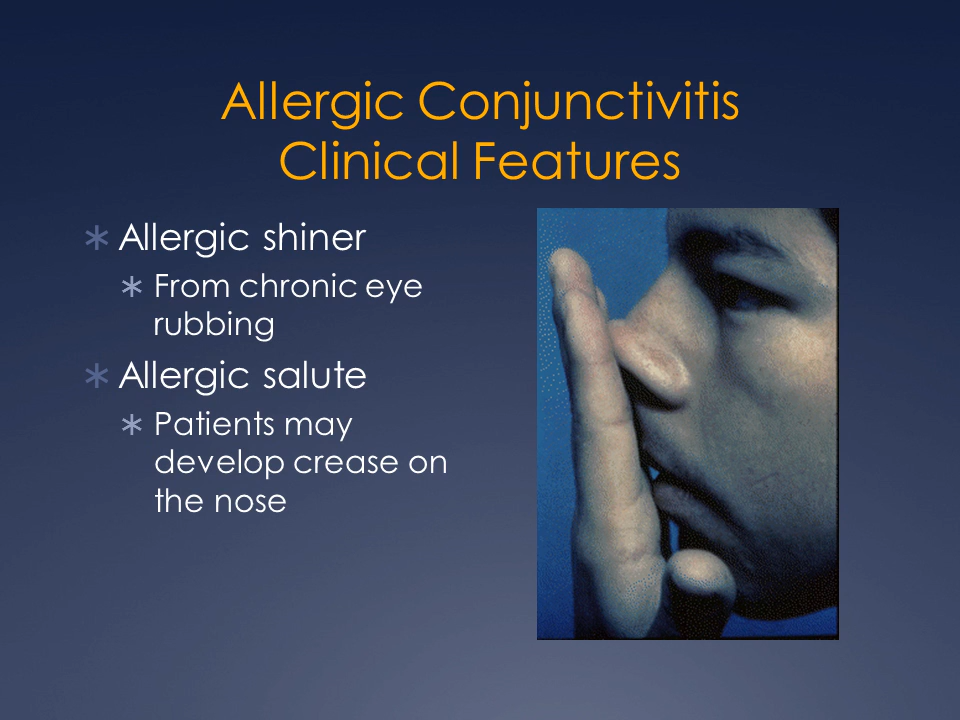 Allergic Conjunctivitis
Clinical Features
Allergic shiner
From chronic eye
rubbing
Allergic salute
Patients may
develop crease on
the nose